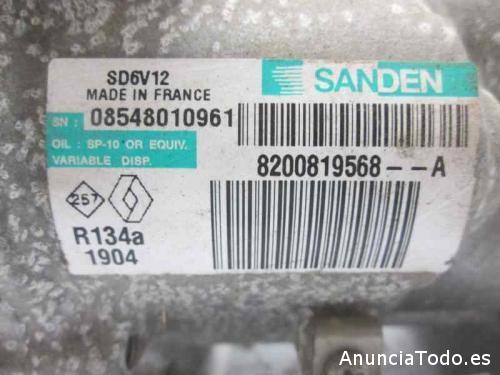 SD6V12
MADE IN FRANCE
SANDEN
SN : 08548010961
OIL : SP-10 OR EQUIV.
VARIABLE DISP.
8200819568--A
257
R134a
1904
AnunciaTodo.es